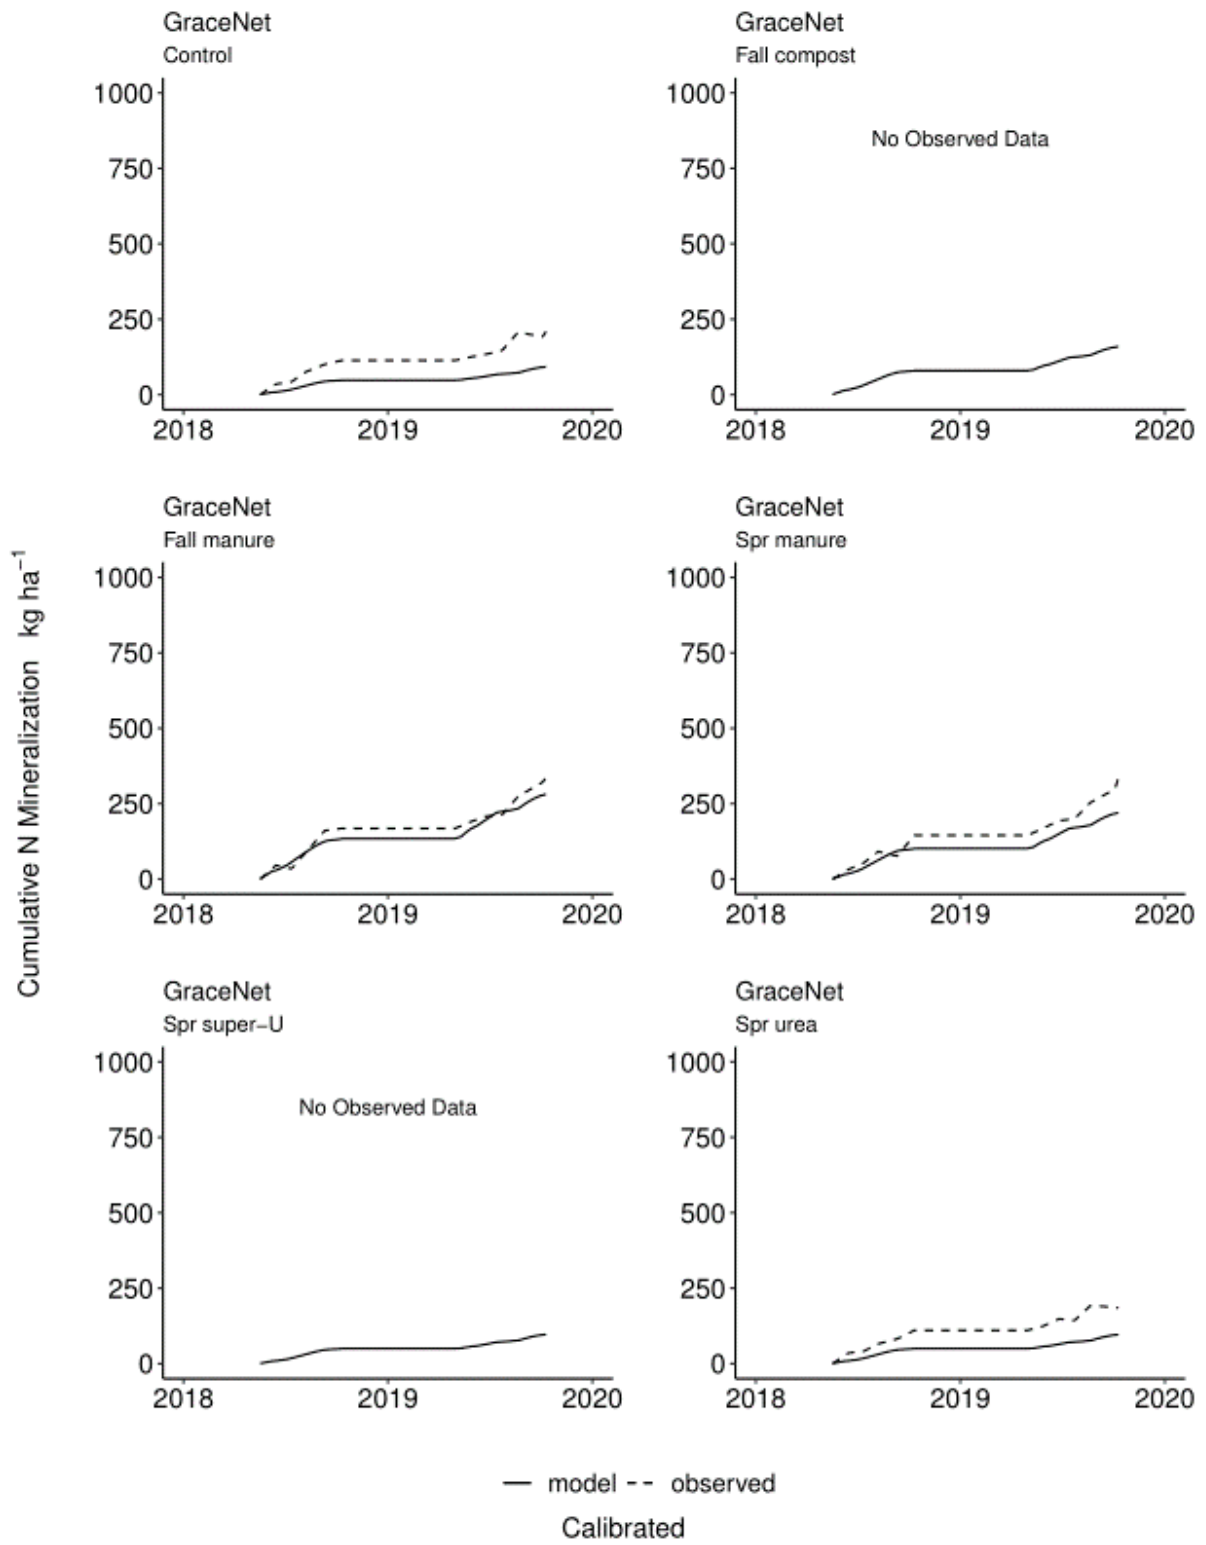 GraceNet
Control
1000
750
500
250
0
2018 2019 2020
GraceNet
Fall compost
No Observed Data
1000
750
500
250
0
2018 2019 2020
GraceNet
Fall manure
1000
750
500
250
0
2018 2019 2020
GraceNet
Spr manure
1000
750
500
250
0
2018 2019 2020
GraceNet
Spr super−U
No Observed Data
1000
750
500
250
0
2018 2019 2020
GraceNet
Spr urea
1000
750
500
250
0
2018 2019 2020
Cumulative N Mineralization kg ha⁻¹
model observed
Calibrated